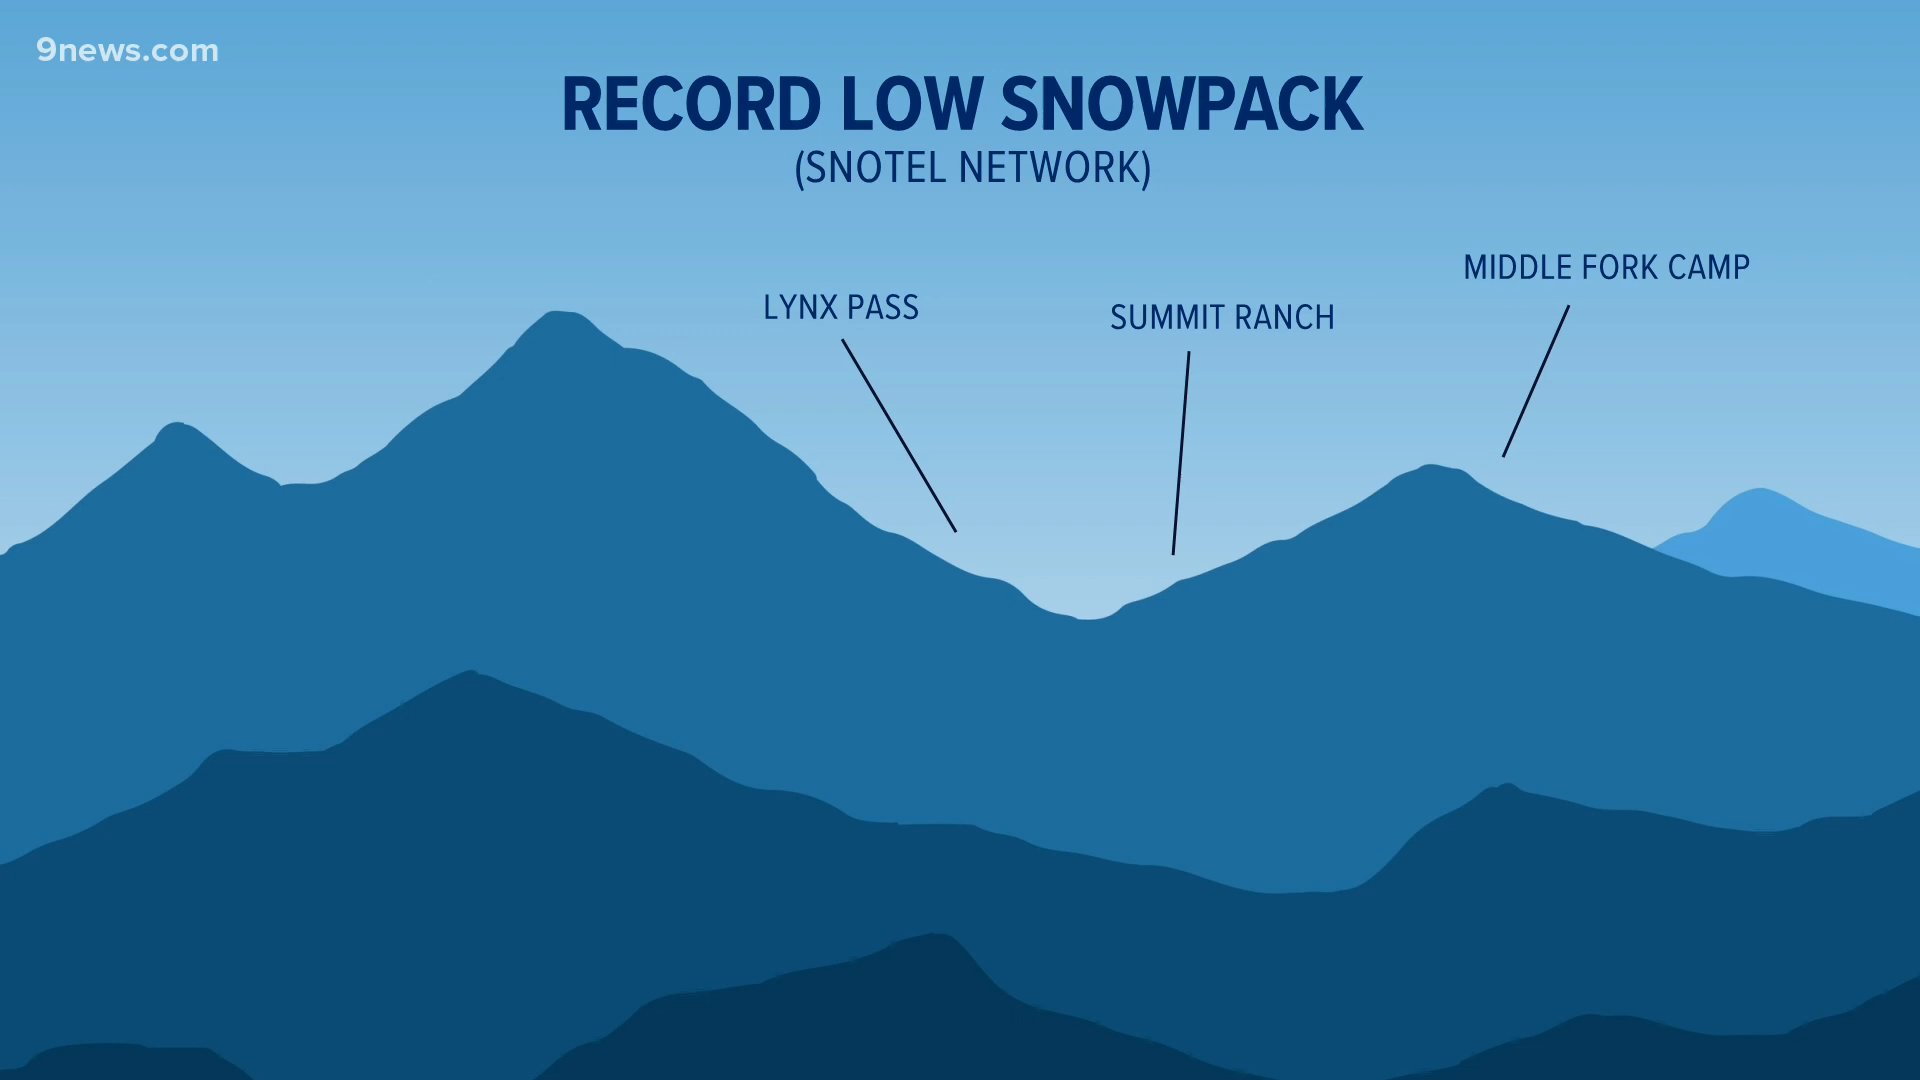 9news.com
RECORD LOW SNOWPACK
(SNOTEL NETWORK)
MIDDLE FORK CAMP
LYNX PASS
SUMMIT RANCH